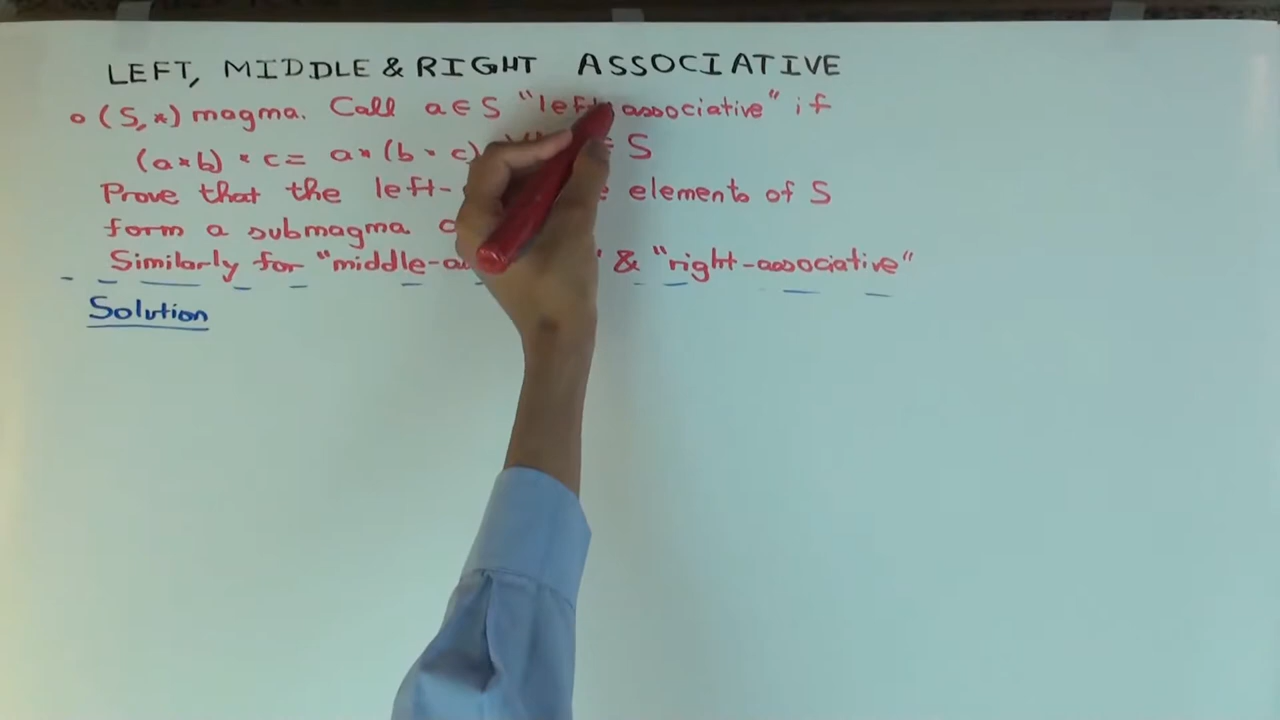 LEFT, MIDDLE & RIGHT ASSOCIATIVE
o (S, *) magma. Call a ∈ S "left-associative" if
(a * b) * c = a * (b * c) S
Prove that the left- elements of S
form a submagma
Similarly for "middle- " & "right-associative"
Solution